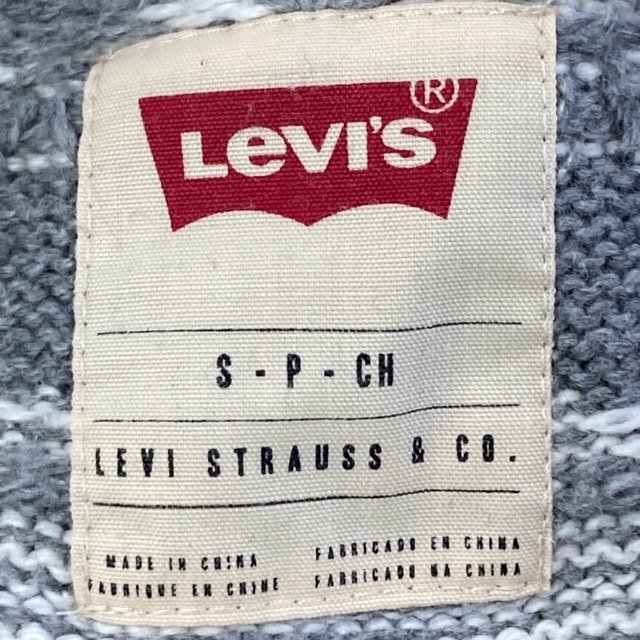 Levi's®
S - P - CH
LEVI STRAUSS & CO.
MADE IN CHINA
FABRIQUE EN CHINE
FABRICADO EN CHINA
FABRICADO NA CHINA